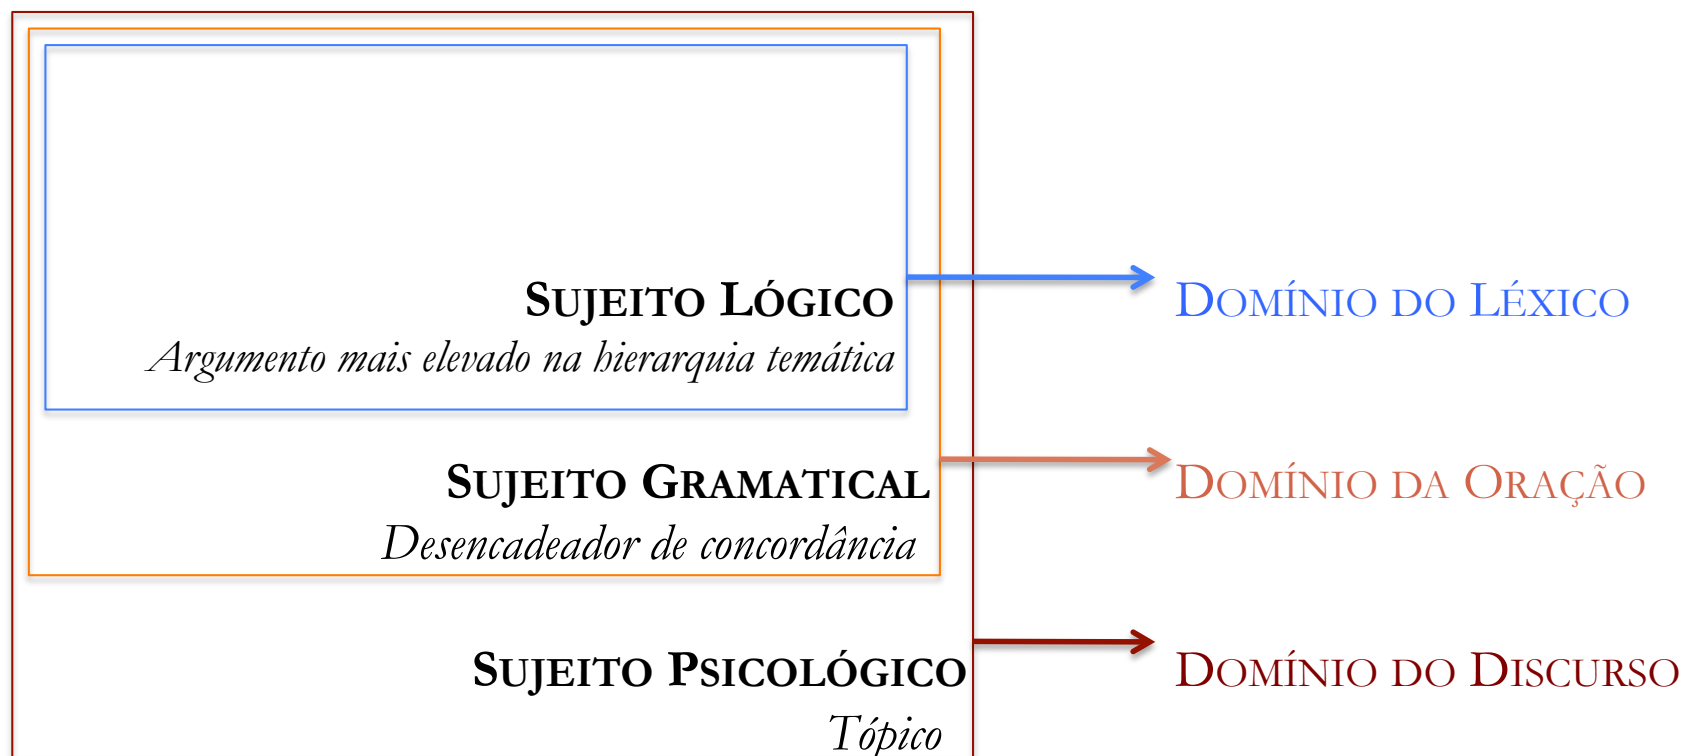 Sujeito Lógico
Domínio do Léxico
Argumento mais elevado na hierarquia temática
Sujeito Gramatical
Domínio da Oração
Desencadeador de concordância
Sujeito Psicológico
Domínio do Discurso
Tópico